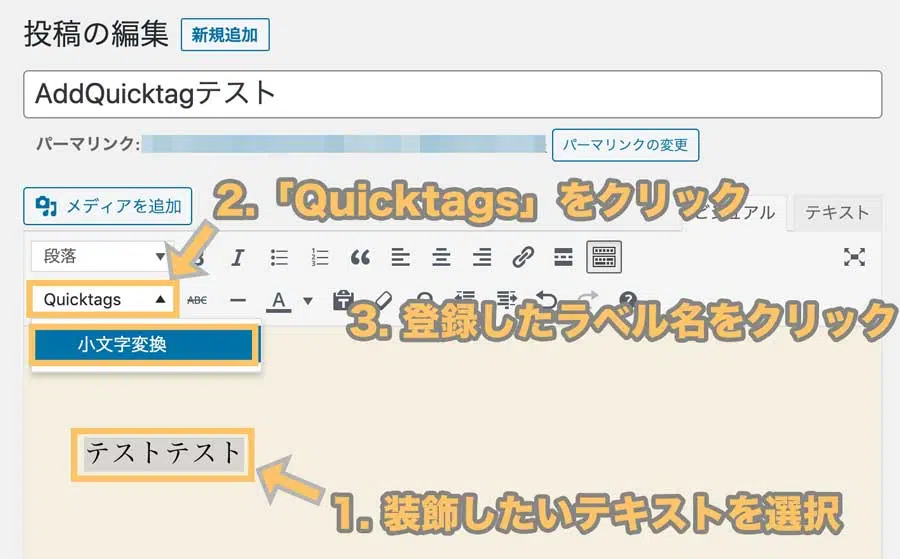 投稿の編集 新規追加
AddQuicktagテスト
パーマリンク: パーマリンクの変更
メディアを追加
2.「Quicktags」をクリック
ビジュアル テキスト
段落
B I
Quicktags
ABC
A
3. 登録したラベル名をクリック
小文字変換
テストテスト
1. 装飾したいテキストを選択